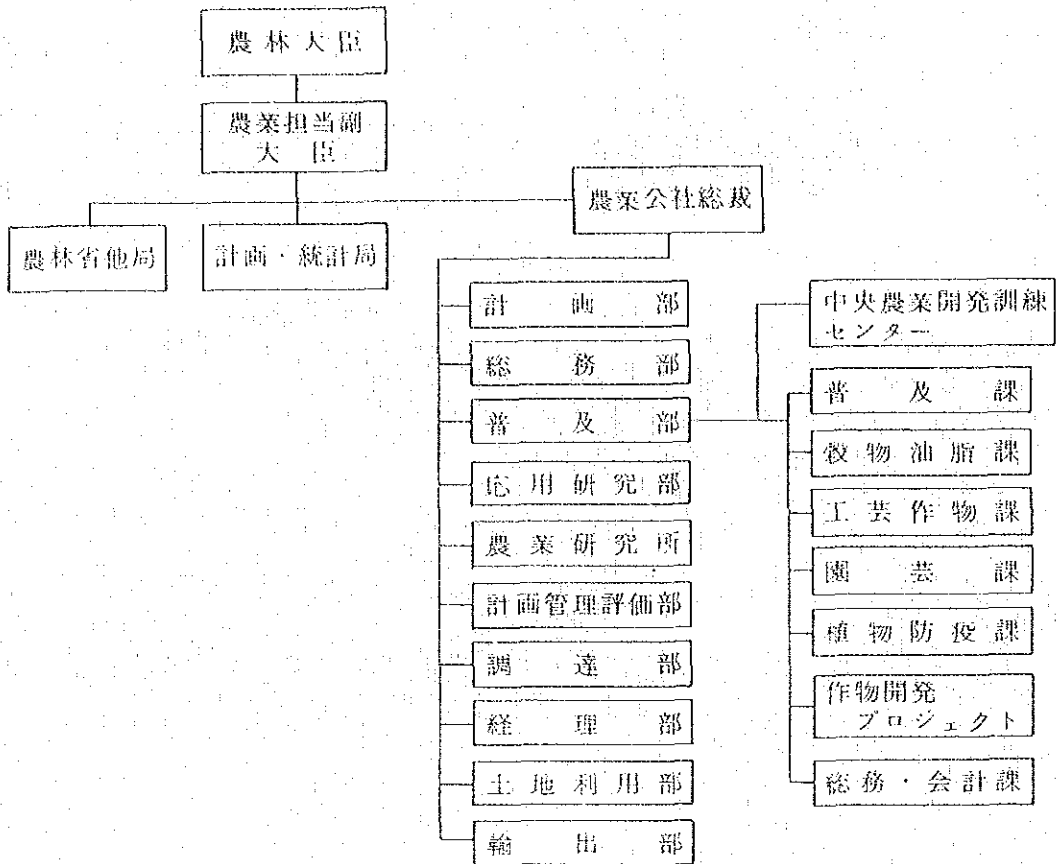 農林大臣
農業担当副
大臣
農業公社総裁
農林省他局
計画・統計局
計画部
総務部
普及部
応用研究部
農業研究所
計画管理評価部
調達部
経理部
土地利用部
輸出部
中央農業開発訓練
センター
普及課
穀物油脂課
工芸作物課
園芸課
植物防疫課
作物開発
プロジェクト
総務・会計課